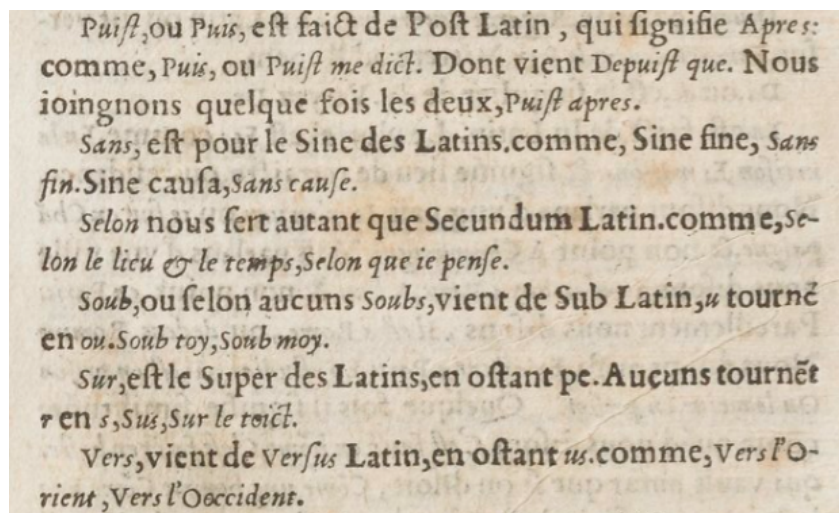 Puiſt,ou Puis, eſt faict de Poſt Latin , qui ſignifie Apres:
comme, Puis, ou Puiſt me dict. Dont vient Depuiſt que. Nous
ioingnons quelque fois les deux,Puiſt apres.
Sans, eſt pour le Sine des Latins.comme, Sine fine, Sans
fin.Sine cauſa,Sans cauſe.
Selon nous ſert autant que Secundum Latin.comme,Se-
lon le lieu & le temps,Selon que ie penſe.
Soub,ou ſelon aucuns Soubs,vient de Sub Latin,u tourné
en ou.Soub toy,Soub moy.
Sur,eſt le Super des Latins,en oſtant pe.Aucuns tournẽt
r en s,Sus,Sur le toict.
Vers,vient de Verſus Latin,en oſtant us.comme,Vers l'O-
rient ,Vers l'Ooccident.